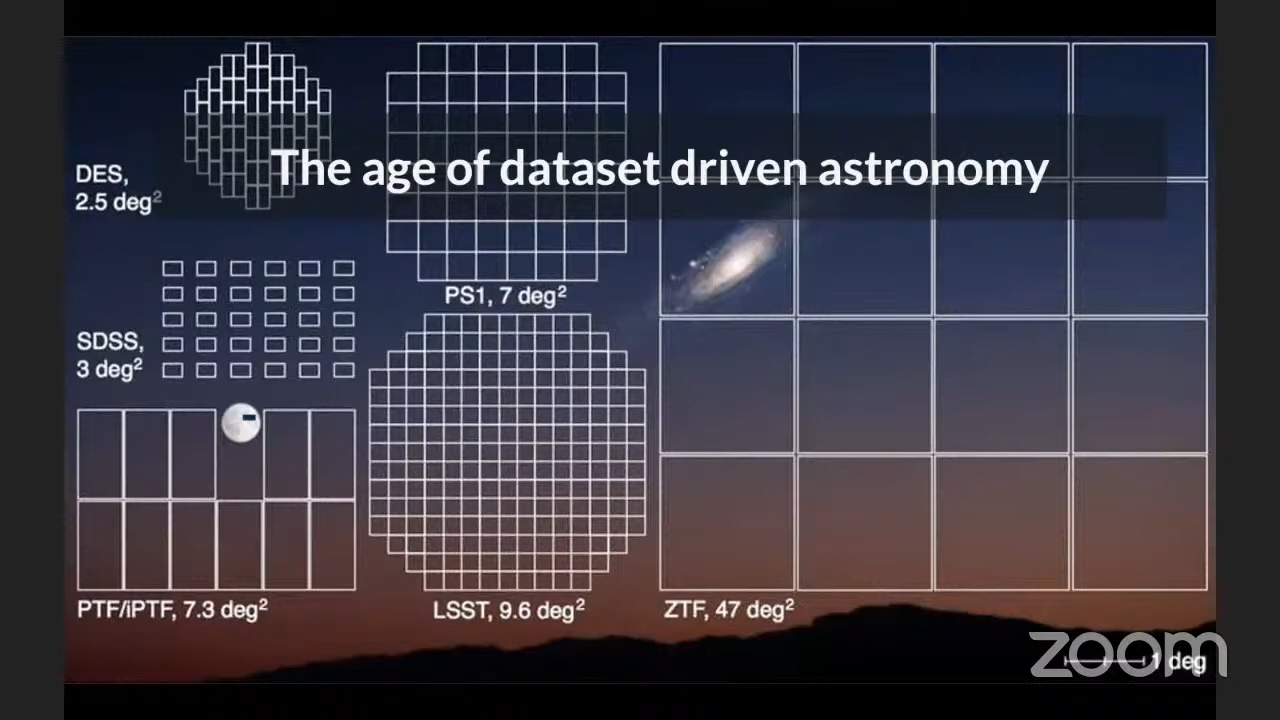 The age of dataset driven astronomy
DES,
2.5 deg²
PS1, 7 deg²
SDSS,
3 deg²
PTF/iPTF, 7.3 deg²
LSST, 9.6 deg²
ZTF, 47 deg²
1 deg
zoom